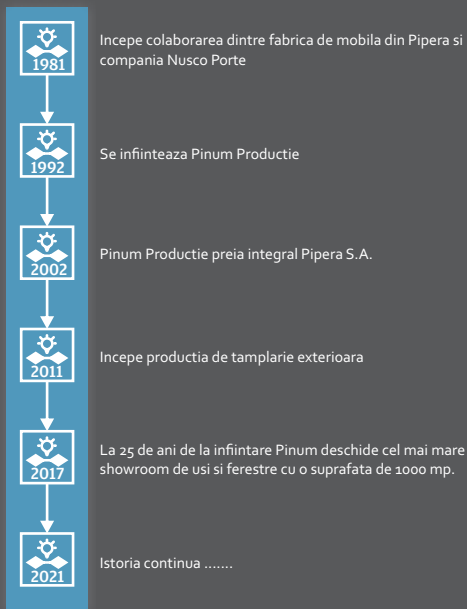 1981
Incepe colaborarea dintre fabrica de mobila din Pipera si
compania Nusco Porte
1992
Se infiinteaza Pinum Productie
2002
Pinum Productie preia integral Pipera S.A.
2011
Incepe productia de tamplarie exterioara
2017
La 25 de ani de la infiintare Pinum deschide cel mai mare
showroom de usi si ferestre cu o suprafata de 1000 mp.
2021
Istoria continua .......